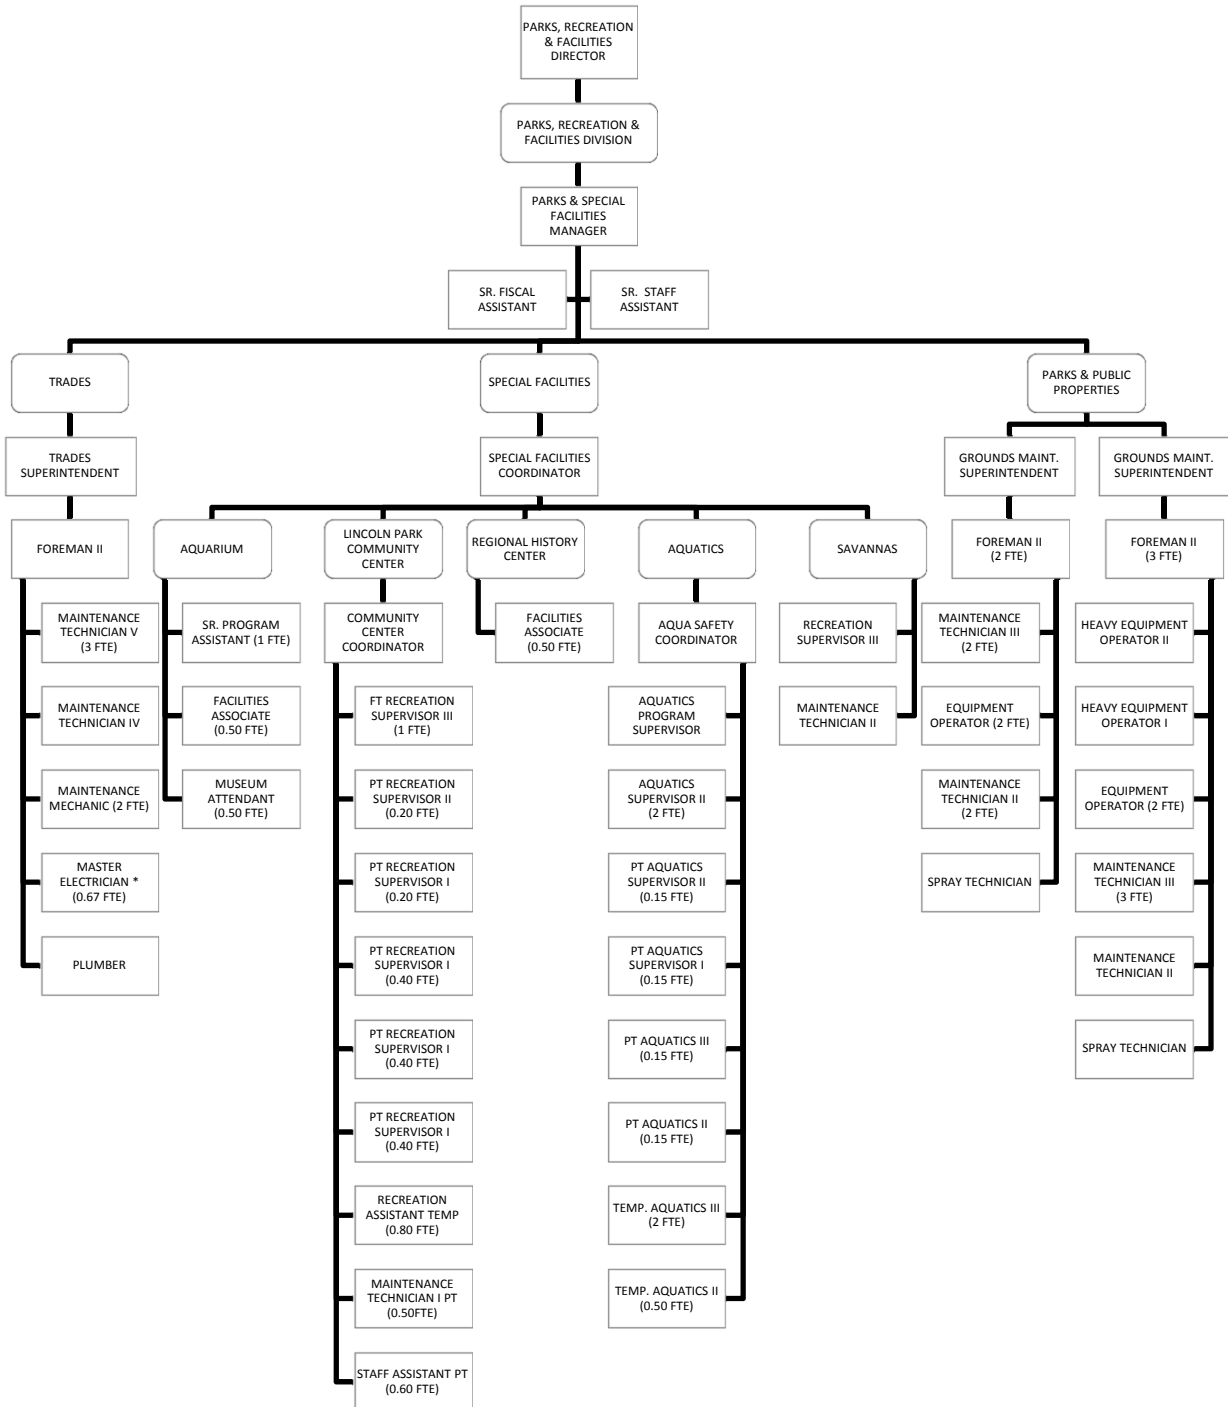 PARKS, RECREATION
& FACILITIES
DIRECTOR
PARKS, RECREATION &
FACILITIES DIVISION
PARKS & SPECIAL
FACILITIES
MANAGER
SR. FISCAL
ASSISTANT
SR. STAFF
ASSISTANT
TRADES
SPECIAL FACILITIES
PARKS & PUBLIC
PROPERTIES
TRADES
SUPERINTENDENT
SPECIAL FACILITIES
COORDINATOR
GROUNDS MAINT.
SUPERINTENDENT
GROUNDS MAINT.
SUPERINTENDENT
FOREMAN II
AQUARIUM
LINCOLN PARK
COMMUNITY
CENTER
REGIONAL HISTORY
CENTER
AQUATICS
SAVANNAS
FOREMAN II
(2 FTE)
FOREMAN II
(3 FTE)
MAINTENANCE
TECHNICIAN V
(3 FTE)
MAINTENANCE
TECHNICIAN IV
MAINTENANCE
MECHANIC (2 FTE)
MASTER
ELECTRICIAN *
(0.67 FTE)
PLUMBER
SR. PROGRAM
ASSISTANT (1 FTE)
FACILITIES
ASSOCIATE
(0.50 FTE)
MUSEUM
ATTENDANT
(0.50 FTE)
COMMUNITY
CENTER
COORDINATOR
FT RECREATION
SUPERVISOR III
(1 FTE)
PT RECREATION
SUPERVISOR II
(0.20 FTE)
PT RECREATION
SUPERVISOR I
(0.20 FTE)
PT RECREATION
SUPERVISOR I
(0.40 FTE)
PT RECREATION
SUPERVISOR I
(0.40 FTE)
PT RECREATION
SUPERVISOR I
(0.40 FTE)
RECREATION
ASSISTANT TEMP
(0.80 FTE)
MAINTENANCE
TECHNICIAN I PT
(0.50FTE)
STAFF ASSISTANT PT
(0.60 FTE)
FACILITIES
ASSOCIATE
(0.50 FTE)
AQUA SAFETY
COORDINATOR
AQUATICS
PROGRAM
SUPERVISOR
AQUATICS
SUPERVISOR II
(2 FTE)
PT AQUATICS
SUPERVISOR II
(0.15 FTE)
PT AQUATICS
SUPERVISOR I
(0.15 FTE)
PT AQUATICS III
(0.15 FTE)
PT AQUATICS II
(0.15 FTE)
TEMP. AQUATICS III
(2 FTE)
TEMP. AQUATICS II
(0.50 FTE)
RECREATION
SUPERVISOR III
MAINTENANCE
TECHNICIAN II
MAINTENANCE
TECHNICIAN III
(2 FTE)
EQUIPMENT
OPERATOR (2 FTE)
MAINTENANCE
TECHNICIAN II
(2 FTE)
SPRAY TECHNICIAN
HEAVY EQUIPMENT
OPERATOR II
HEAVY EQUIPMENT
OPERATOR I
EQUIPMENT
OPERATOR (2 FTE)
MAINTENANCE
TECHNICIAN III
(3 FTE)
MAINTENANCE
TECHNICIAN II
SPRAY TECHNICIAN